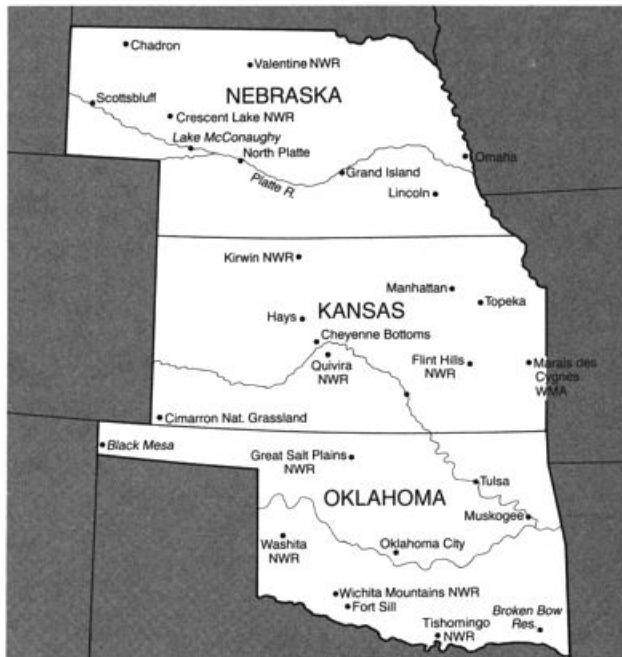 Chadron
Valentine NWR
NEBRASKA
Scottsbluff
Crescent Lake NWR
Lake McConaughy
North Platte
Platte R.
Grand Island
Omaha
Lincoln
Kirwin NWR
Manhattan
Topeka
KANSAS
Hays
Cheyenne Bottoms
Quivira
NWR
Flint Hills
NWR
Marais des
Cygnes
WMA
Cimarron Nat. Grassland
Black Mesa
Great Salt Plains
NWR
Tulsa
OKLAHOMA
Muskogee
Washita
NWR
Oklahoma City
Wichita Mountains NWR
Fort Sill
Tishomingo
NWR
Broken Bow
Res.